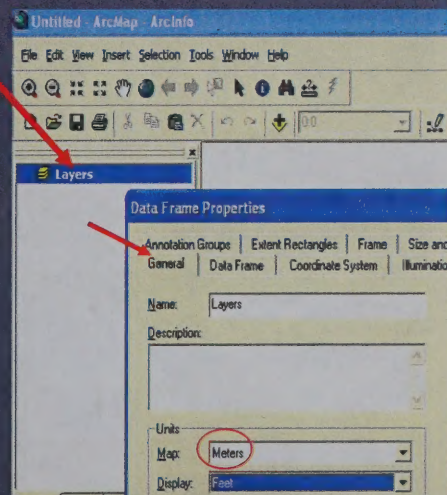 Untitled - ArcMap - ArcInfo
File Edit View Insert Selection Tools Window Help
Layers
Data Frame Properties
Annotation Groups Extent Rectangles Frame Size and
General Data Frame Coordinate System Illuminatio
Name: Layers
Description:
Units
Map: Meters
Display: Feet